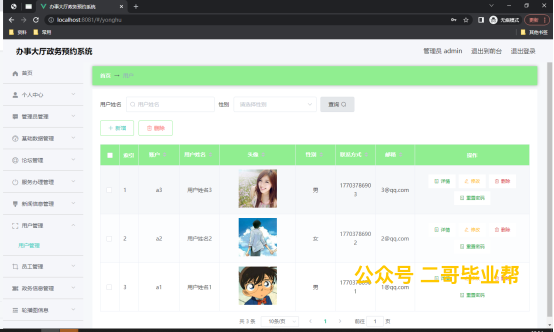 办事大厅政务预约系统
localhost:8081/#/yonghu
无痕模式
更新
资料
常用
其他书签
办事大厅政务预约系统
管理员 admin
退出到前台
退出登录
首页
个人中心
管理员管理
基础数据管理
论坛管理
服务办理管理
新闻信息管理
用户管理
用户管理
员工管理
政务信息管理
轮播图信息
首页
用户
用户姓名
用户姓名
性别
请选择性别
查询
新增
删除
索引
账户
用户姓名
头像
性别
联系方式
邮箱
操作
1
a3
用户姓名3
男
17703786903
3@qq.com
详情
修改
删除
重置密码
2
a2
用户姓名2
女
17703786902
2@qq.com
详情
修改
删除
重置密码
3
a1
用户姓名1
男
17703786901
1@qq.com
详情
修改
删除
重置密码
公众号 二哥毕业帮
共 3 条
10条/页
1
前往
1
页